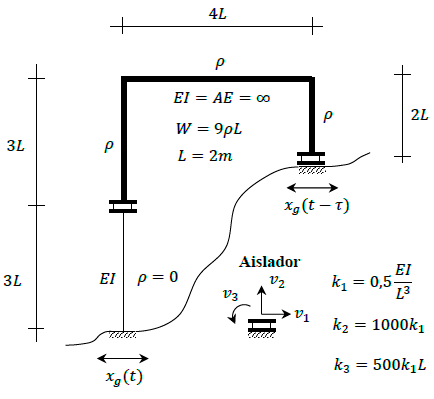 4L
ρ
EI = AE = ∞
W = 9ρL
L = 2m
ρ
ρ
3L
2L
x_g(t − τ)
3L
EI
ρ = 0
Aislador
v_2
v_3
v_1
k_1 = 0,5 EI/L^3
k_2 = 1000k_1
k_3 = 500k_1L
x_g(t)